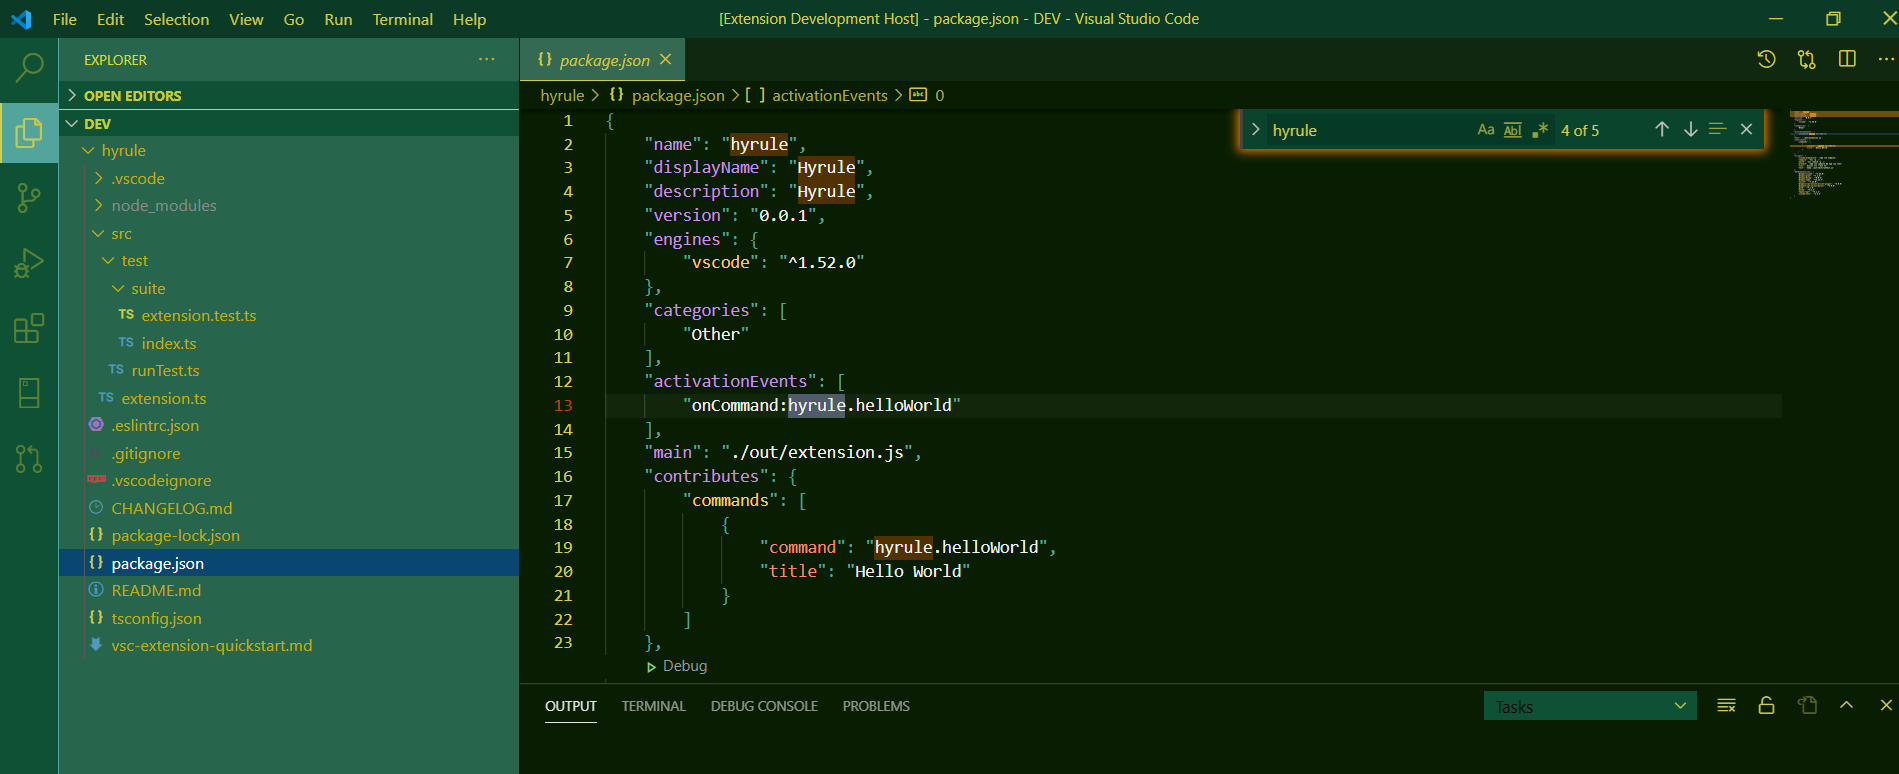 File Edit Selection View Go Run Terminal Help
[Extension Development Host] - package.json - DEV - Visual Studio Code
EXPLORER
OPEN EDITORS
DEV
hyrule
.vscode
node_modules
src
test
suite
TS extension.test.ts
TS index.ts
TS runTest.ts
TS extension.ts
.eslintrc.json
.gitignore
.vscodeignore
CHANGELOG.md
{} package-lock.json
{} package.json
README.md
{} tsconfig.json
vsc-extension-quickstart.md
{} package.json
hyrule > {} package.json > [ ] activationEvents > abc 0
hyrule Aa Abl .* 4 of 5
1 {
2 "name": "hyrule",
3 "displayName": "Hyrule",
4 "description": "Hyrule",
5 "version": "0.0.1",
6 "engines": {
7 "vscode": "^1.52.0"
8 },
9 "categories": [
10 "Other"
11 ],
12 "activationEvents": [
13 "onCommand:hyrule.helloWorld"
14 ],
15 "main": "./out/extension.js",
16 "contributes": {
17 "commands": [
18 {
19 "command": "hyrule.helloWorld",
20 "title": "Hello World"
21 }
22 ]
23 },
Debug
OUTPUT TERMINAL DEBUG CONSOLE PROBLEMS
Tasks